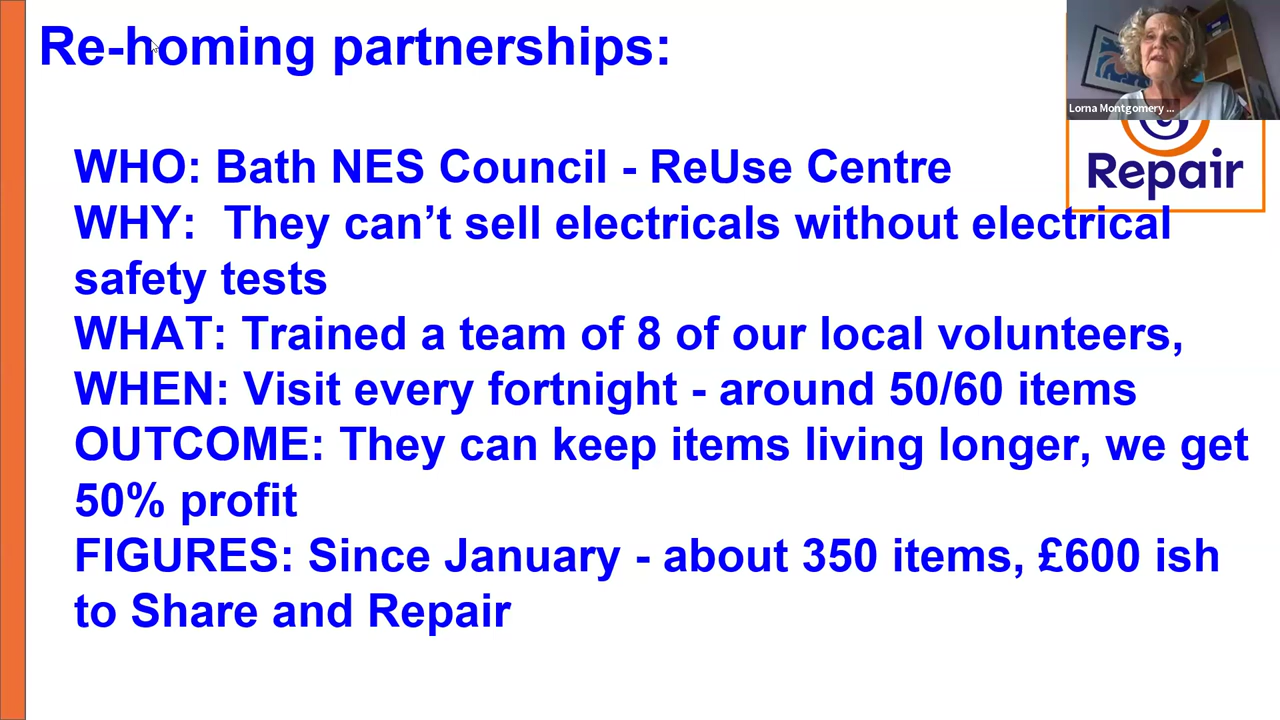 Re-homing partnerships:
Lorna Montgomery ...
Repair
WHO: Bath NES Council - ReUse Centre
WHY:  They can’t sell electricals without electrical
safety tests
WHAT: Trained a team of 8 of our local volunteers,
WHEN: Visit every fortnight - around 50/60 items
OUTCOME: They can keep items living longer, we get
50% profit
FIGURES: Since January - about 350 items, £600 ish
to Share and Repair